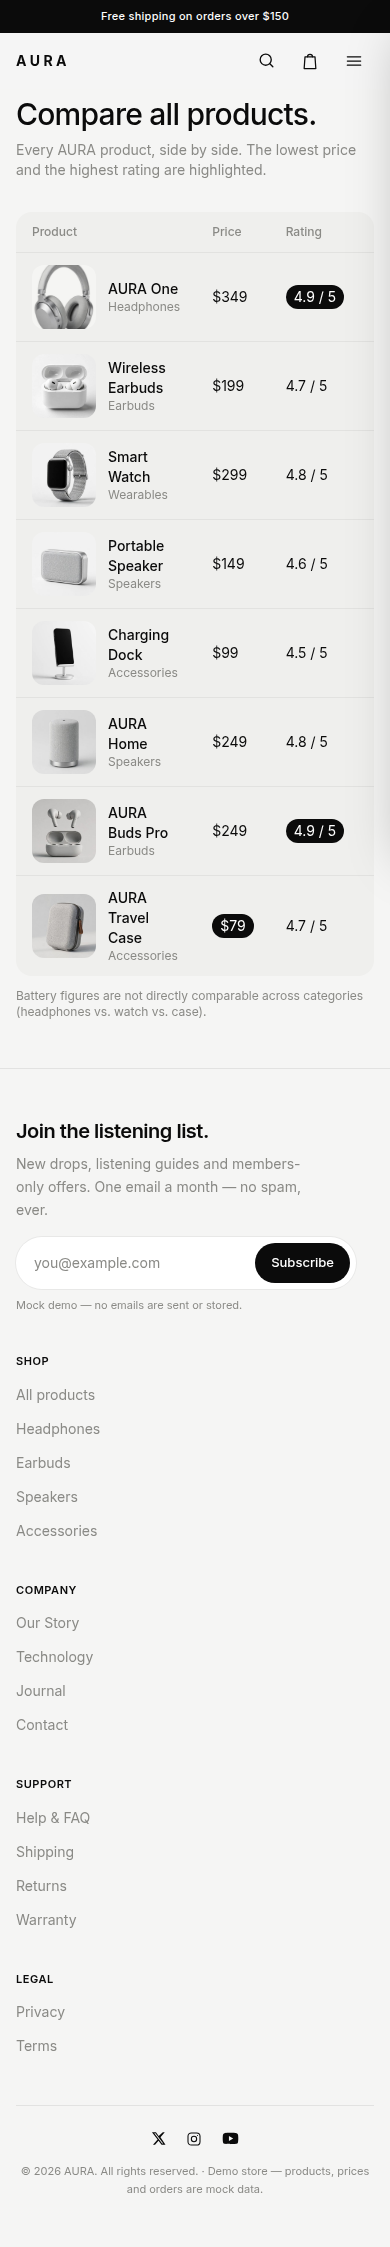 Free shipping on orders over $150
AURA
Compare all products.
Every AURA product, side by side. The lowest price
and the highest rating are highlighted.
Product Price Rating
AURA One
Headphones
$349
4.9 / 5
Wireless
Earbuds
Earbuds
$199
4.7 / 5
Smart
Watch
Wearables
$299
4.8 / 5
Portable
Speaker
Speakers
$149
4.6 / 5
Charging
Dock
Accessories
$99
4.5 / 5
AURA
Home
Speakers
$249
4.8 / 5
AURA
Buds Pro
Earbuds
$249
4.9 / 5
AURA
Travel
Case
Accessories
$79
4.7 / 5
Battery figures are not directly comparable across categories
(headphones vs. watch vs. case).
Join the listening list.
New drops, listening guides and members-
only offers. One email a month — no spam,
ever.
you@example.com
Subscribe
Mock demo — no emails are sent or stored.
SHOP
All products
Headphones
Earbuds
Speakers
Accessories
COMPANY
Our Story
Technology
Journal
Contact
SUPPORT
Help & FAQ
Shipping
Returns
Warranty
LEGAL
Privacy
Terms
© 2026 AURA. All rights reserved. · Demo store — products, prices
and orders are mock data.